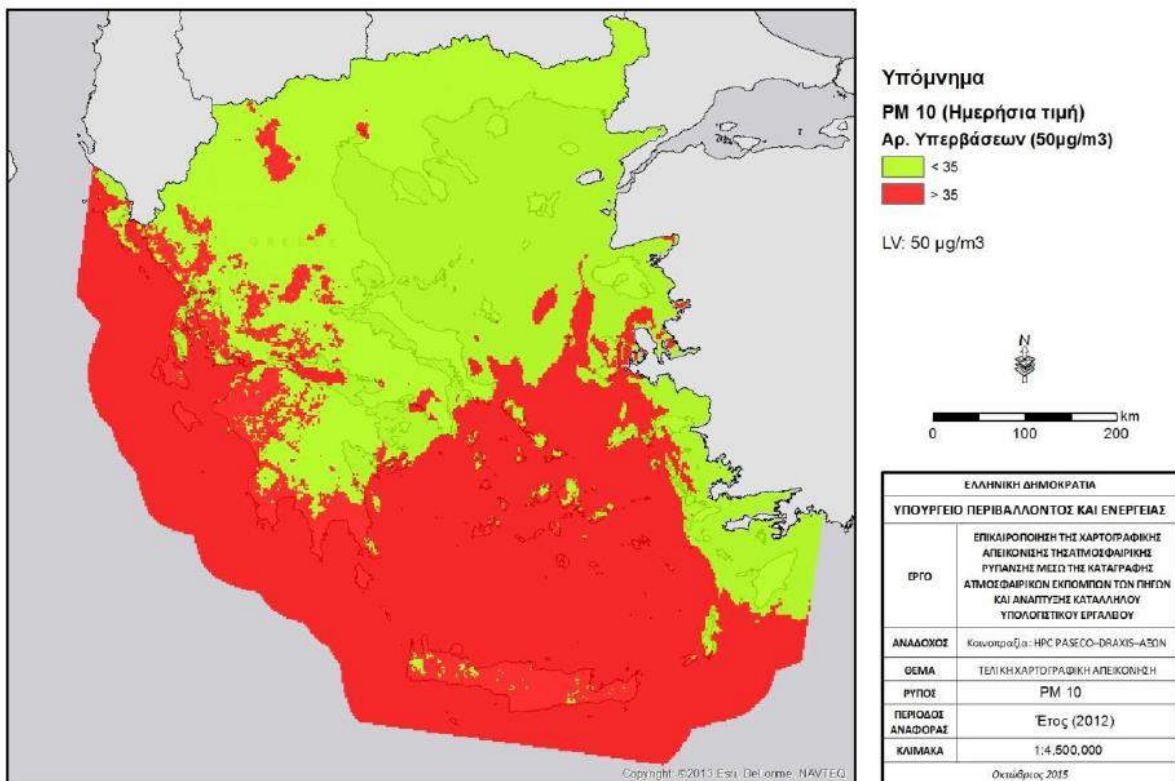 GREECE
Copyright: ©2013 Esri, DeLorme, NAVTEQ
Υπόμνημα
PM 10 (Ημερήσια τιμή)
Αρ. Υπερβάσεων (50μg/m3)
< 35
> 35
LV: 50 μg/m3
N
km
0 100 200
ΕΛΛΗΝΙΚΗ ΔΗΜΟΚΡΑΤΙΑ
ΥΠΟΥΡΓΕΙΟ ΠΕΡΙΒΑΛΛΟΝΤΟΣ ΚΑΙ ΕΝΕΡΓΕΙΑΣ
ΕΡΓΟ
ΕΠΙΚΑΙΡΟΠΟΙΗΣΗ ΤΗΣ ΧΑΡΤΟΓΡΑΦΙΚΗΣ
ΑΠΕΙΚΟΝΙΣΗΣ ΤΗΣΑΤΜΟΣΦΑΙΡΙΚΗΣ
ΡΥΠΑΝΣΗΣ ΜΕΣΩ ΤΗΣ ΚΑΤΑΓΡΑΦΗΣ
ΑΤΜΟΣΦΑΙΡΙΚΩΝ ΕΚΠΟΜΠΩΝ ΤΩΝ ΠΗΓΩΝ
ΚΑΙ ΑΝΑΠΤΥΞΗΣ ΚΑΤΑΛΛΗΛΟΥ
ΥΠΟΛΟΓΙΣΤΙΚΟΥ ΕΡΓΑΛΕΙΟΥ
ΑΝΑΔΟΧΟΣ Κοινοπραξία: HPC PASECO–DRAXIS–ΑΞΩΝ
ΘΕΜΑ ΤΕΛΙΚΗ ΧΑΡΤΟΓΡΑΦΙΚΗ ΑΠΕΙΚΟΝΗΣΗ
ΡΥΠΟΣ PM 10
ΠΕΡΙΟΔΟΣ ΑΝΑΦΟΡΑΣ Έτος (2012)
ΚΛΙΜΑΚΑ 1:4,500,000
Οκτώβριος 2015